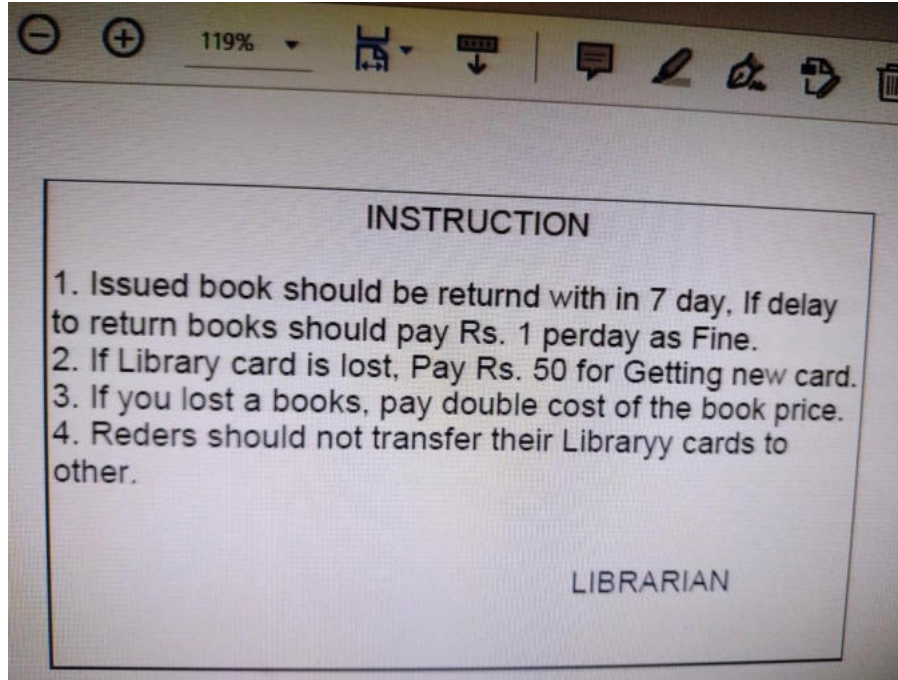 119%
INSTRUCTION
1. Issued book should be returnd with in 7 day, If delay
to return books should pay Rs. 1 perday as Fine.
2. If Library card is lost, Pay Rs. 50 for Getting new card.
3. If you lost a books, pay double cost of the book price.
4. Reders should not transfer their Libraryy cards to
other.
LIBRARIAN